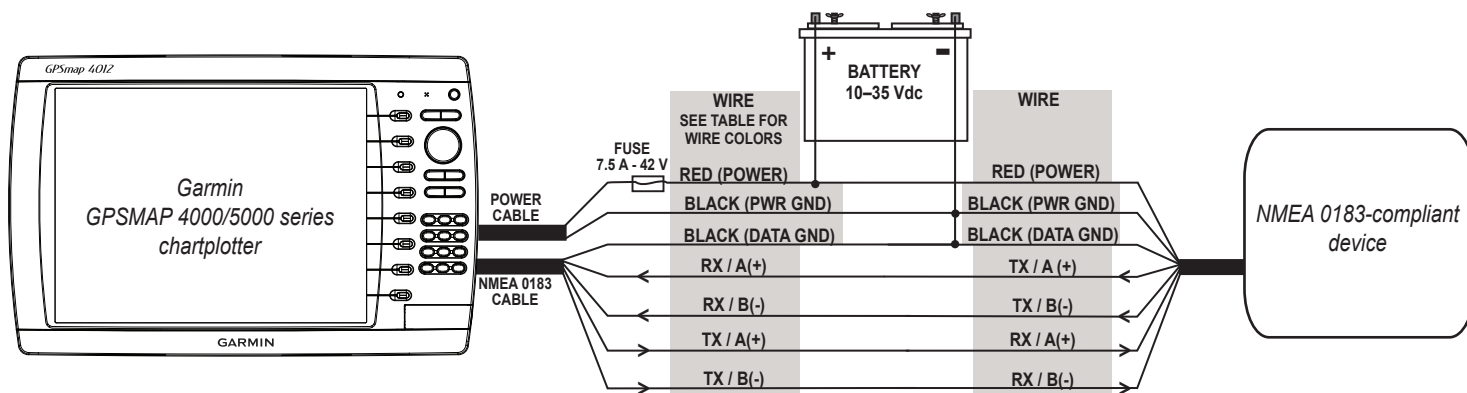 GPSmap 4012
Garmin
GPSMAP 4000/5000 series
chartplotter
GARMIN
POWER
CABLE
NMEA 0183
CABLE
FUSE
7.5 A - 42 V
WIRE
SEE TABLE FOR
WIRE COLORS
+ -
BATTERY
10–35 Vdc
WIRE
RED (POWER) RED (POWER)
BLACK (PWR GND) BLACK (PWR GND)
BLACK (DATA GND) BLACK (DATA GND)
RX / A(+) TX / A (+)
RX / B(-) TX / B(-)
TX / A(+) RX / A(+)
TX / B(-) RX / B(-)
NMEA 0183-compliant
device